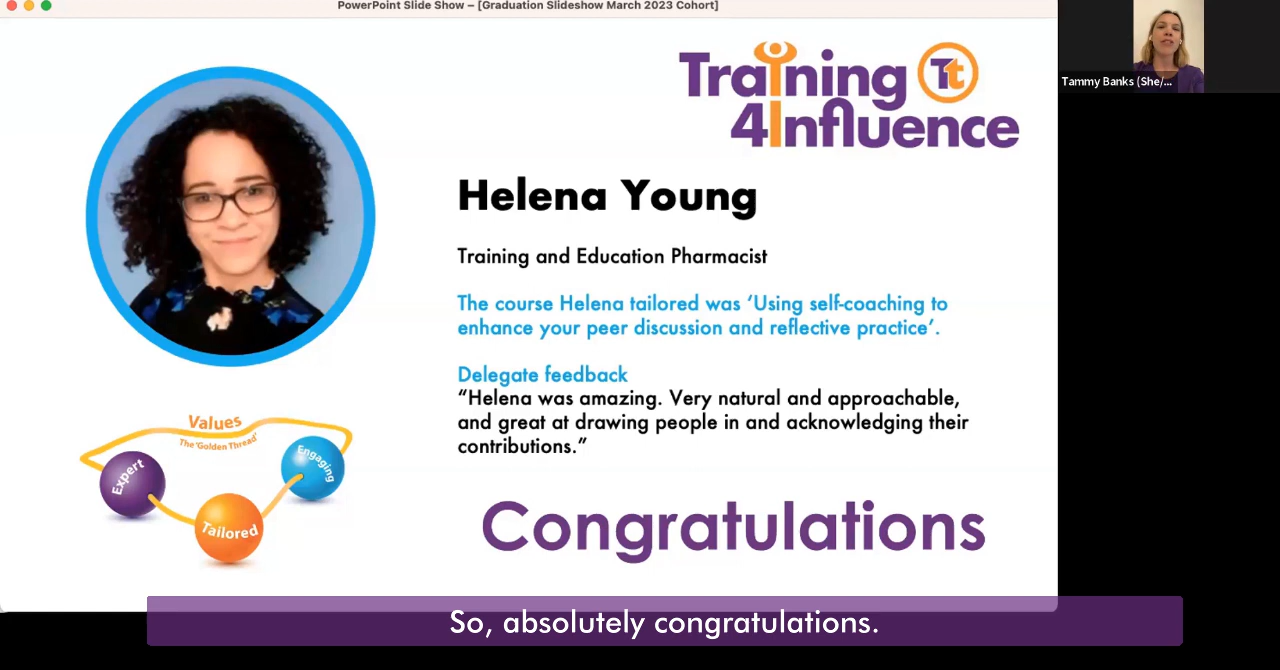 PowerPoint Slide Show – [Graduation Slideshow March 2023 Cohort]
Training Tt
4Influence
Tammy Banks (She/...
Helena Young
Training and Education Pharmacist
The course Helena tailored was ‘Using self-coaching to
enhance your peer discussion and reflective practice’.
Delegate feedback
“Helena was amazing. Very natural and approachable,
and great at drawing people in and acknowledging their
contributions.”
Values
The ‘Golden Thread’
Expert
Tailored
Engaging
Congratulations
So, absolutely congratulations.